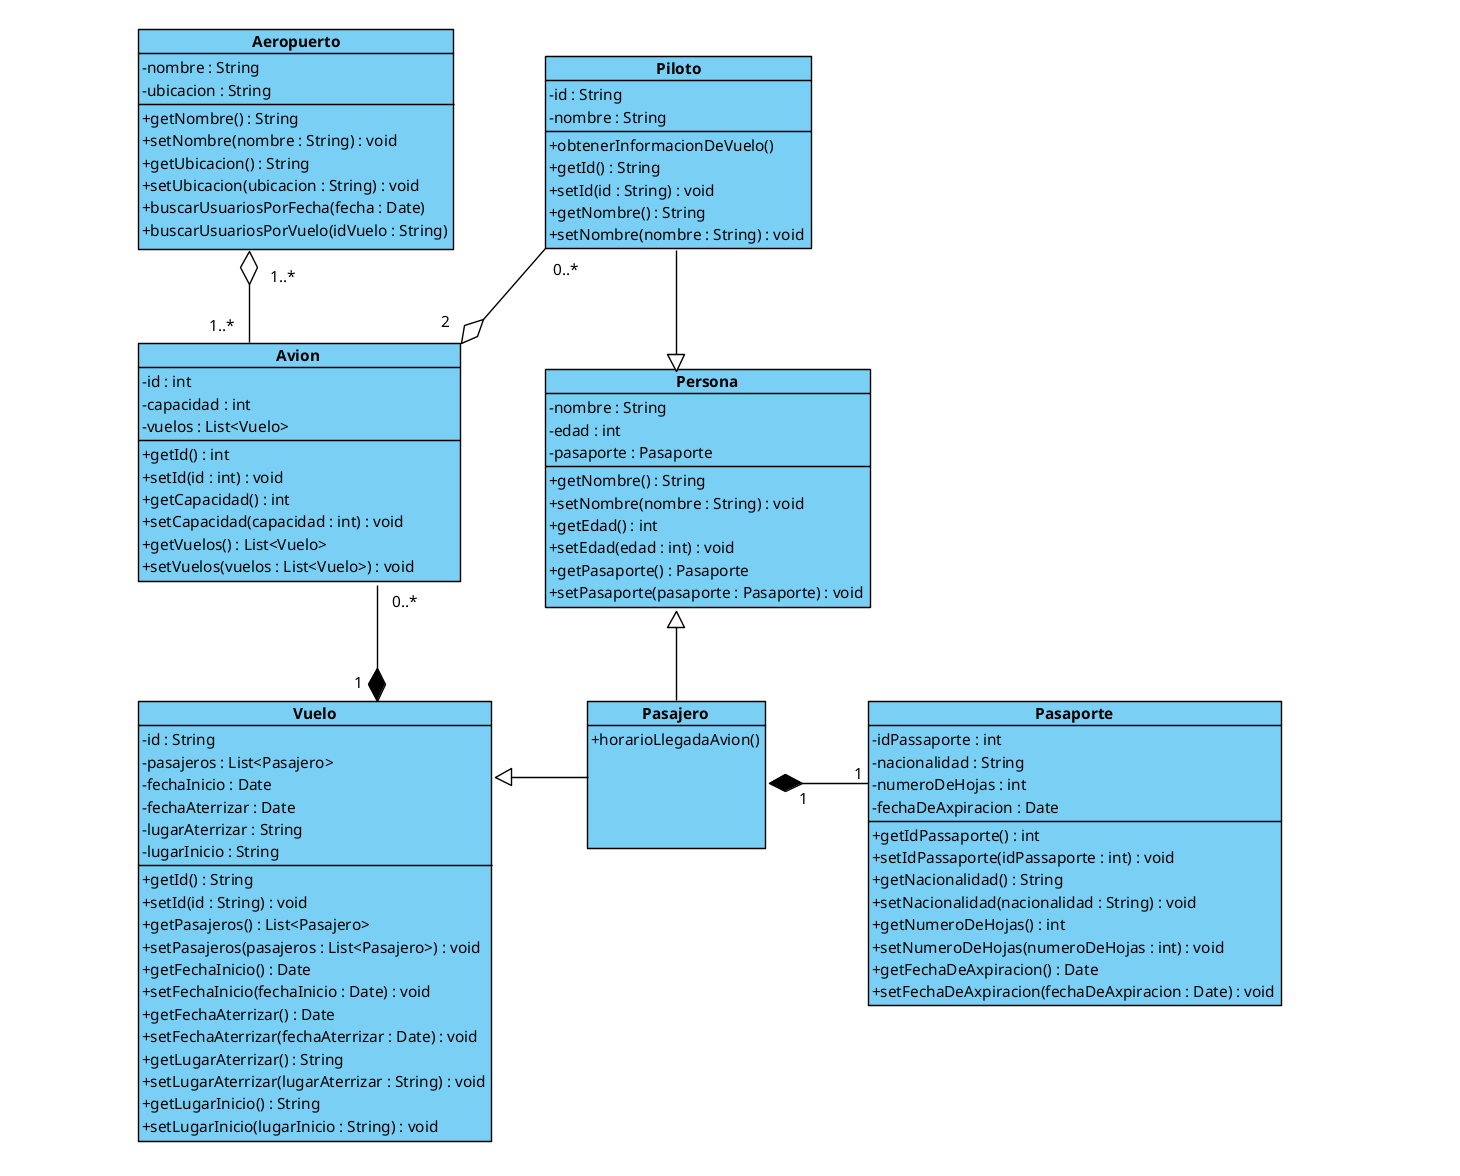 Aeropuerto
-nombre : String
-ubicacion : String
+getNombre() : String
+setNombre(nombre : String) : void
+getUbicacion() : String
+setUbicacion(ubicacion : String) : void
+buscarUsuariosPorFecha(fecha : Date)
+buscarUsuariosPorVuelo(idVuelo : String)
Piloto
-id : String
-nombre : String
+obtenerInformacionDeVuelo()
+getId() : String
+setId(id : String) : void
+getNombre() : String
+setNombre(nombre : String) : void
1..*
1..*
0..*
2
Avion
-id : int
-capacidad : int
-vuelos : List<Vuelo>
+getId() : int
+setId(id : int) : void
+getCapacidad() : int
+setCapacidad(capacidad : int) : void
+getVuelos() : List<Vuelo>
+setVuelos(vuelos : List<Vuelo>) : void
Persona
-nombre : String
-edad : int
-pasaporte : Pasaporte
+getNombre() : String
+setNombre(nombre : String) : void
+getEdad() : int
+setEdad(edad : int) : void
+getPasaporte() : Pasaporte
+setPasaporte(pasaporte : Pasaporte) : void
0..*
1
Vuelo
-id : String
-pasajeros : List<Pasajero>
-fechaInicio : Date
-fechaAterrizar : Date
-lugarAterrizar : String
-lugarInicio : String
+getId() : String
+setId(id : String) : void
+getPasajeros() : List<Pasajero>
+setPasajeros(pasajeros : List<Pasajero>) : void
+getFechaInicio() : Date
+setFechaInicio(fechaInicio : Date) : void
+getFechaAterrizar() : Date
+setFechaAterrizar(fechaAterrizar : Date) : void
+getLugarAterrizar() : String
+setLugarAterrizar(lugarAterrizar : String) : void
+getLugarInicio() : String
+setLugarInicio(lugarInicio : String) : void
Pasajero
+horarioLlegadaAvion()
1
1
Pasaporte
-idPassaporte : int
-nacionalidad : String
-numeroDeHojas : int
-fechaDeAxpiracion : Date
+getIdPassaporte() : int
+setIdPassaporte(idPassaporte : int) : void
+getNacionalidad() : String
+setNacionalidad(nacionalidad : String) : void
+getNumeroDeHojas() : int
+setNumeroDeHojas(numeroDeHojas : int) : void
+getFechaDeAxpiracion() : Date
+setFechaDeAxpiracion(fechaDeAxpiracion : Date) : void